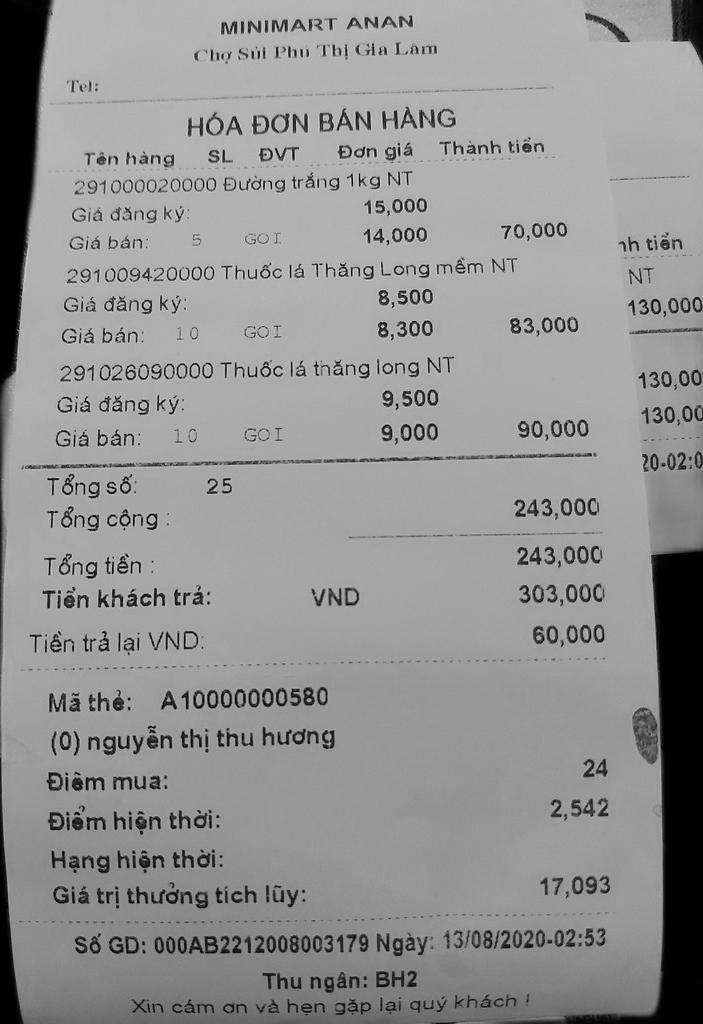 MINIMART ANAN
Chợ Sủi Phú Thị Gia Lâm
Tel:
HÓA ĐƠN BÁN HÀNG
Tên hàng SL ĐVT Đơn giá Thành tiền
291000020000 Đường trắng 1kg NT
Giá đăng ký: 15,000
Giá bán: 5 GOI 14,000 70,000
291009420000 Thuốc lá Thăng Long mềm NT
Giá đăng ký: 8,500
Giá bán: 10 GOI 8,300 83,000
291026090000 Thuốc lá thăng long NT
Giá đăng ký: 9,500
Giá bán: 10 GOI 9,000 90,000
Tổng số: 25
Tổng cộng : 243,000
Tổng tiền : 243,000
Tiền khách trả: VND 303,000
Tiền trả lại VND: 60,000
Mã thẻ: A10000000580
(0) nguyễn thị thu hương
Điểm mua: 24
Điểm hiện thời: 2,542
Hạng hiện thời:
Giá trị thưởng tích lũy: 17,093
Số GD: 000AB2212008003179 Ngày: 13/08/2020-02:53
Thu ngân: BH2
Xin cám ơn và hẹn gặp lại quý khách !
nh tiền
NT
130,000
130,00
130,00
20-02:0